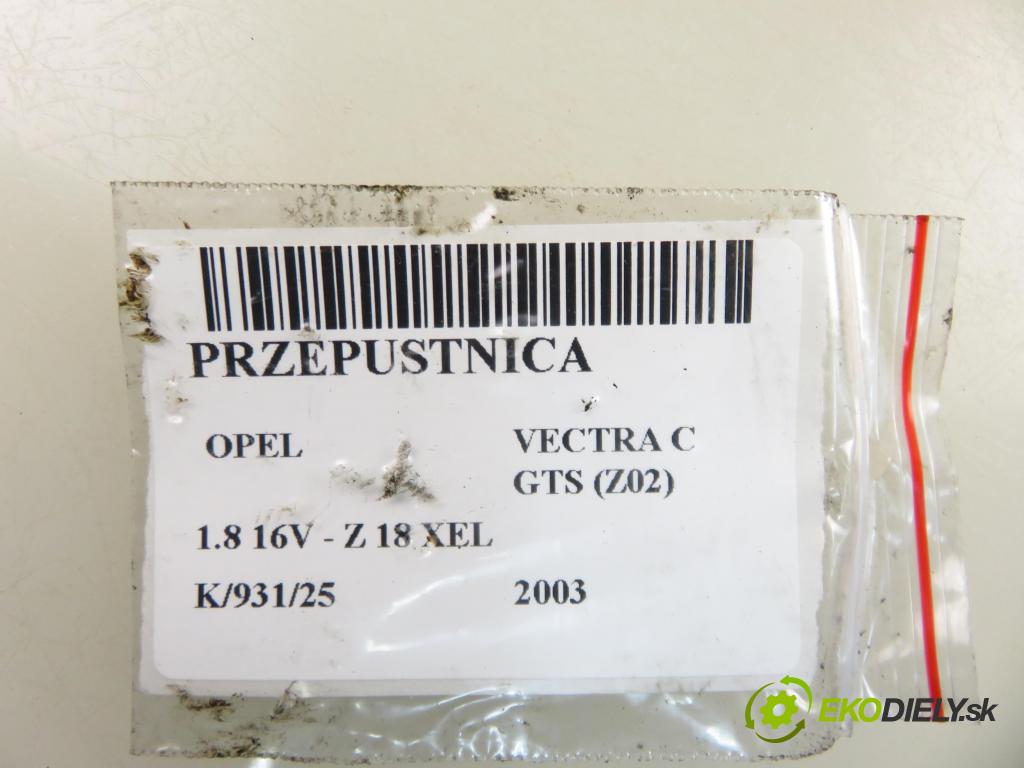 PRZEPUSTNICA
OPEL VECTRA C
GTS (Z02)
1.8 16V - Z 18 XEL
K/931/25 2003
EKODIELY.sk